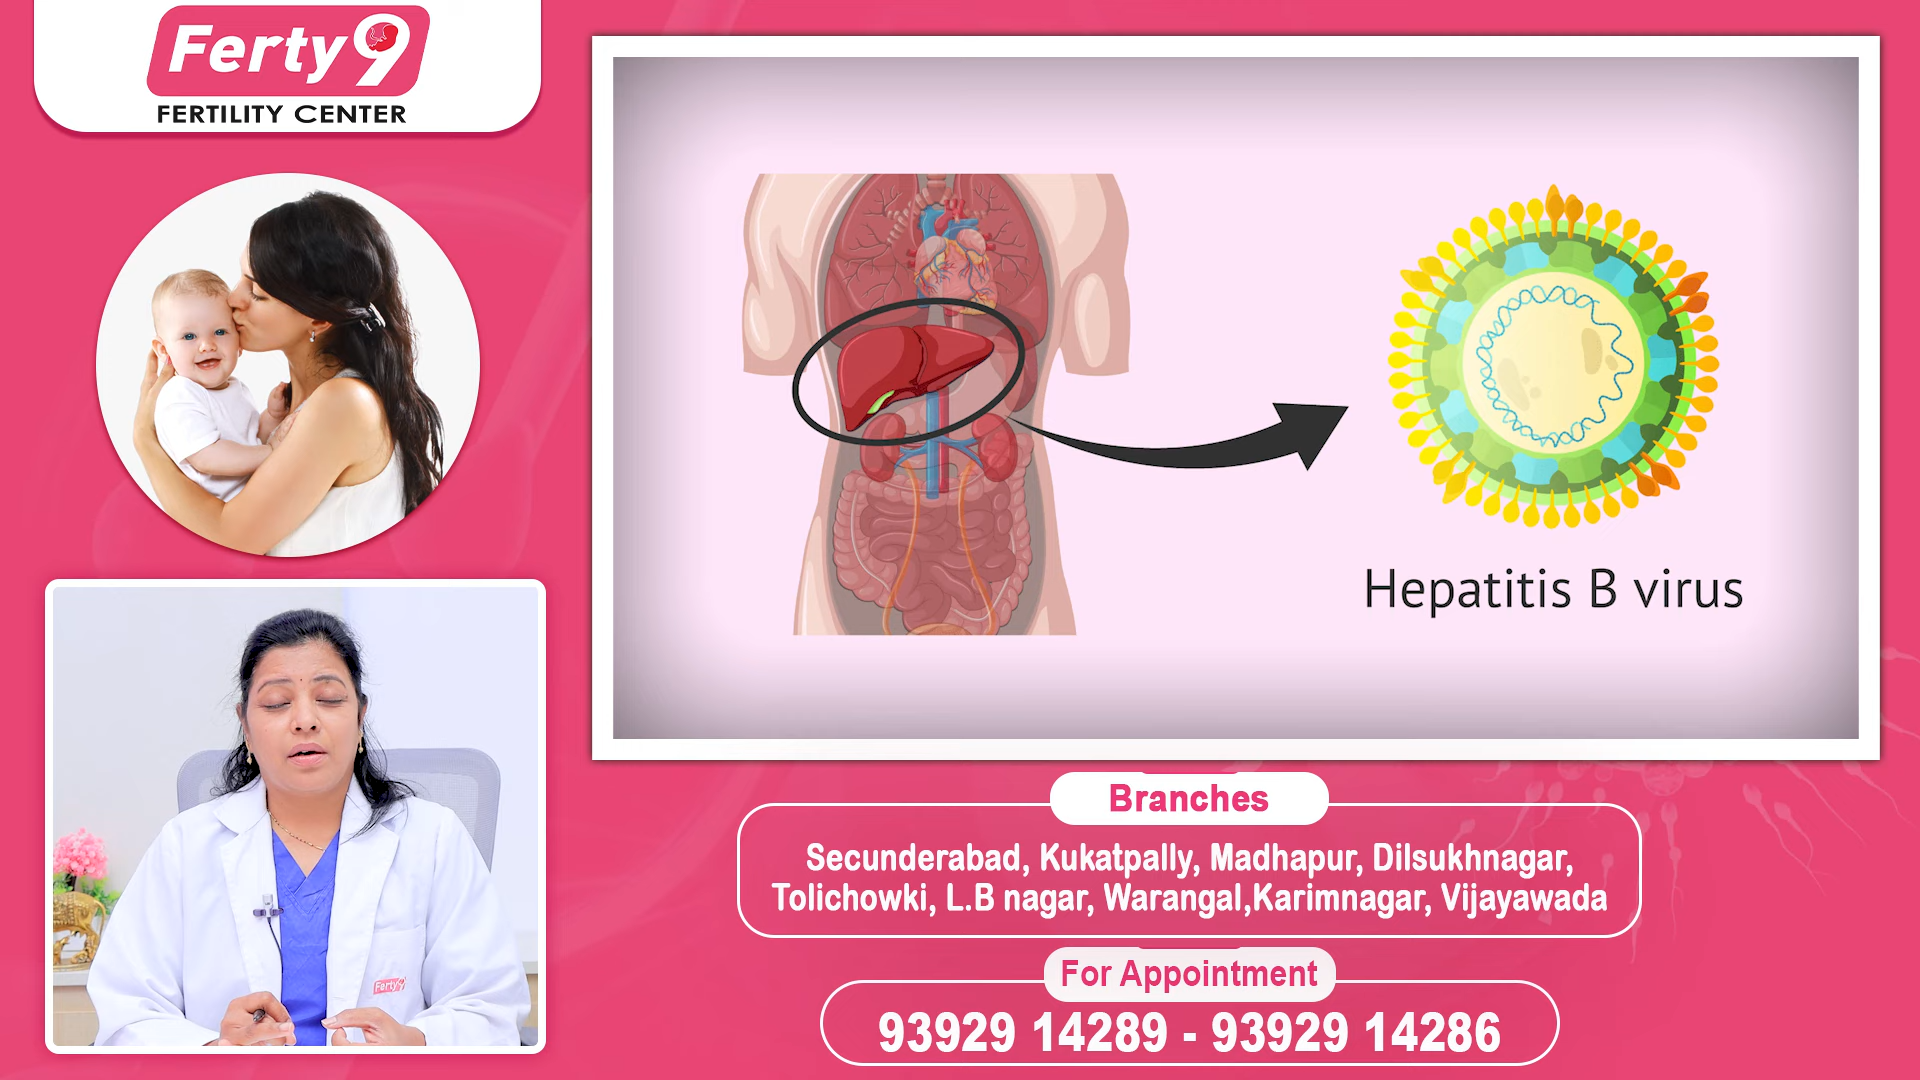 Ferty9
FERTILITY CENTER
Hepatitis B virus
Ferty9
Branches
Secunderabad, Kukatpally, Madhapur, Dilsukhnagar,
Tolichowki, L.B nagar, Warangal,Karimnagar, Vijayawada
For Appointment
93929 14289 - 93929 14286